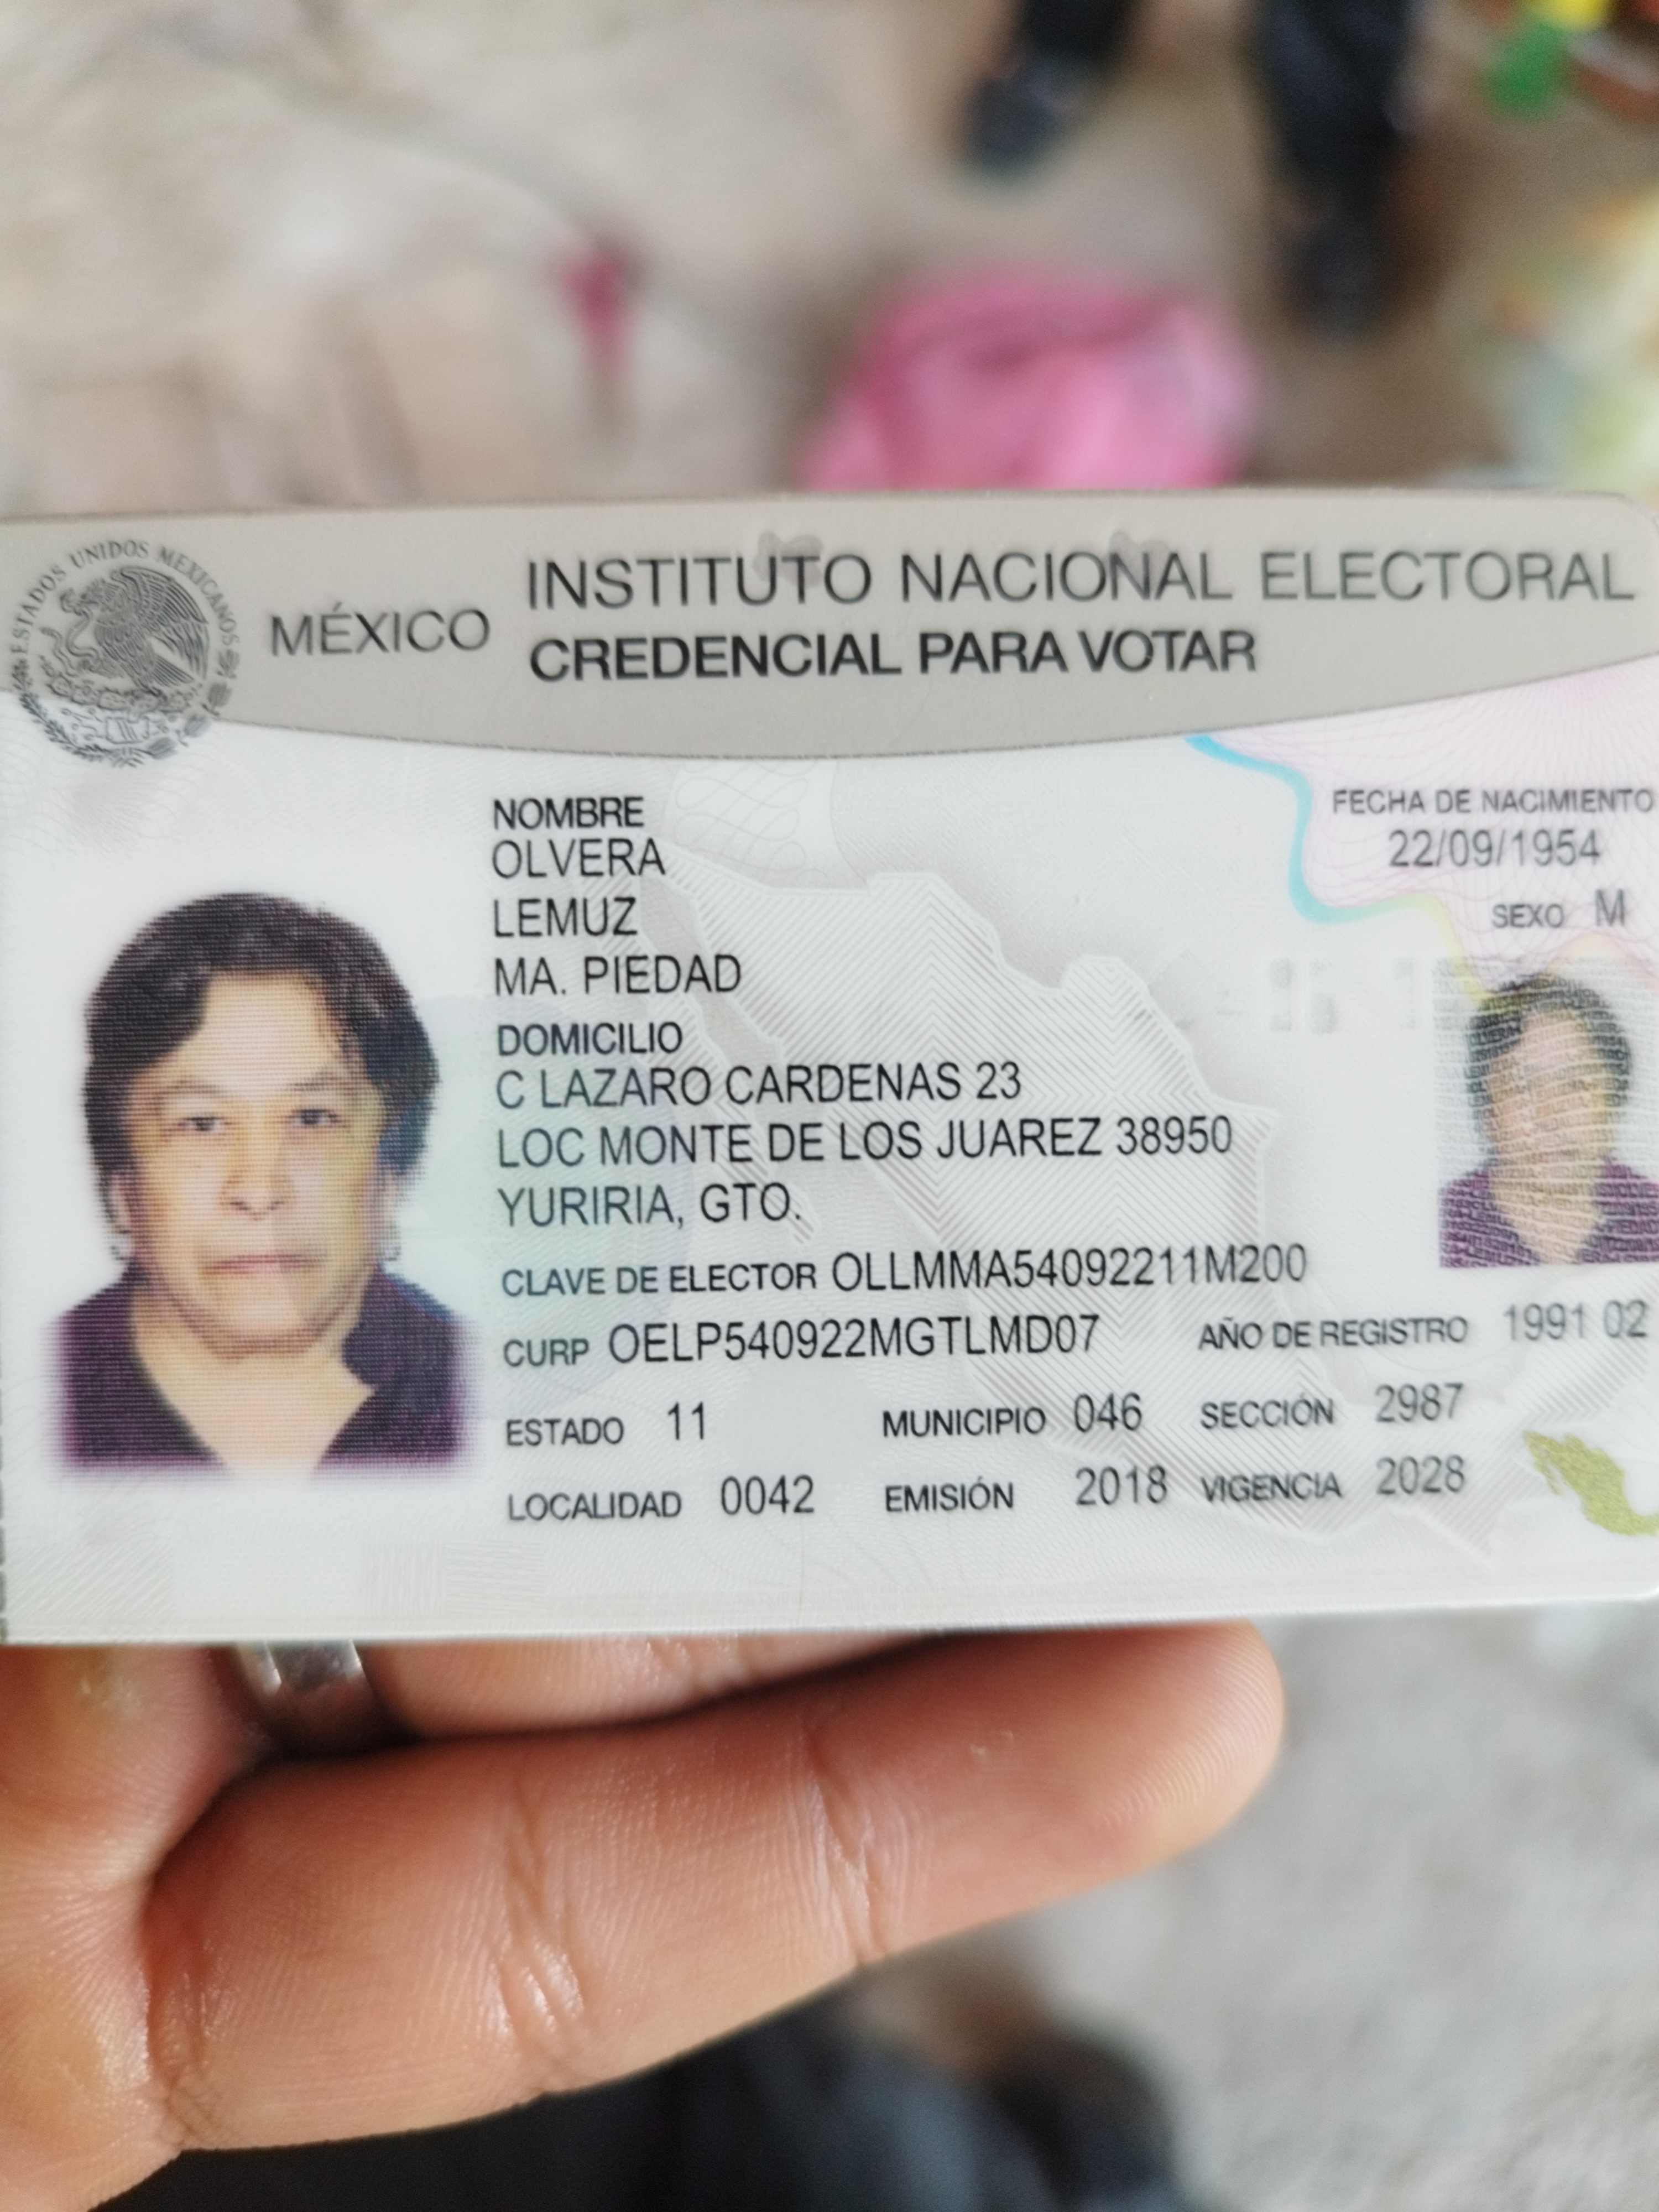 ESTADOS UNIDOS MEXICANOS
MÉXICO
INSTITUTO NACIONAL ELECTORAL
CREDENCIAL PARA VOTAR
NOMBRE
OLVERA
LEMUZ
MA. PIEDAD
FECHA DE NACIMIENTO
22/09/1954
SEXO M
DOMICILIO
C LAZARO CARDENAS 23
LOC MONTE DE LOS JUAREZ 38950
YURIRIA, GTO.
CLAVE DE ELECTOR OLLMMA54092211M200
CURP OELP540922MGTLMD07 AÑO DE REGISTRO 1991 02
ESTADO 11 MUNICIPIO 046 SECCIÓN 2987
LOCALIDAD 0042 EMISIÓN 2018 VIGENCIA 2028